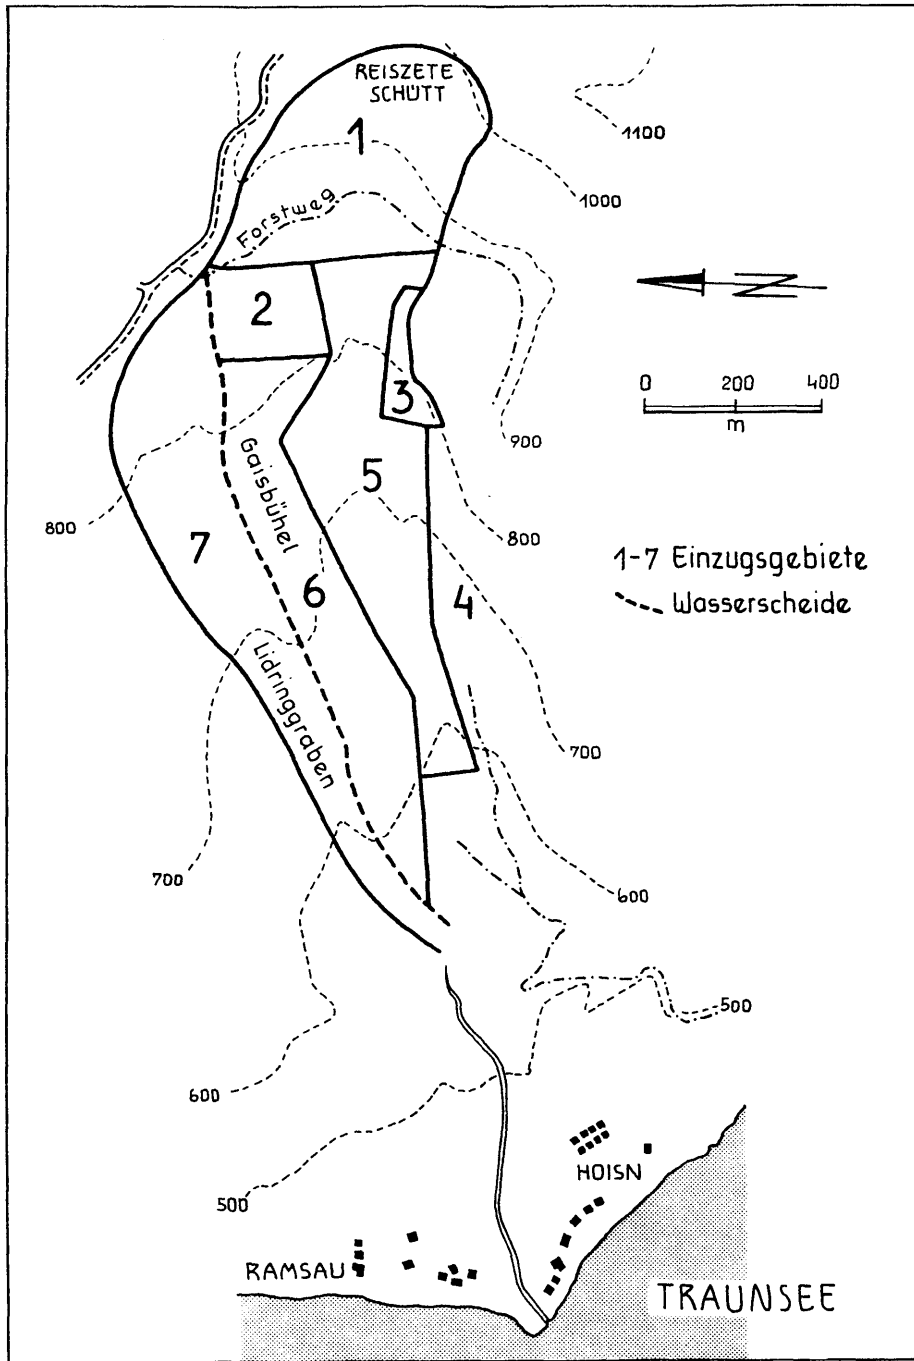 REISZETE
SCHÜTT
1
1100
1000
Forstweg
2
0 200 400
m
3
900
Gaisbühel
5
800
800
7
1-7 Einzugsgebiete
6
4
Wasserscheide
Lidringgraben
700
700
600
500
600
HOISN
500
RAMSAU
TRAUNSEE